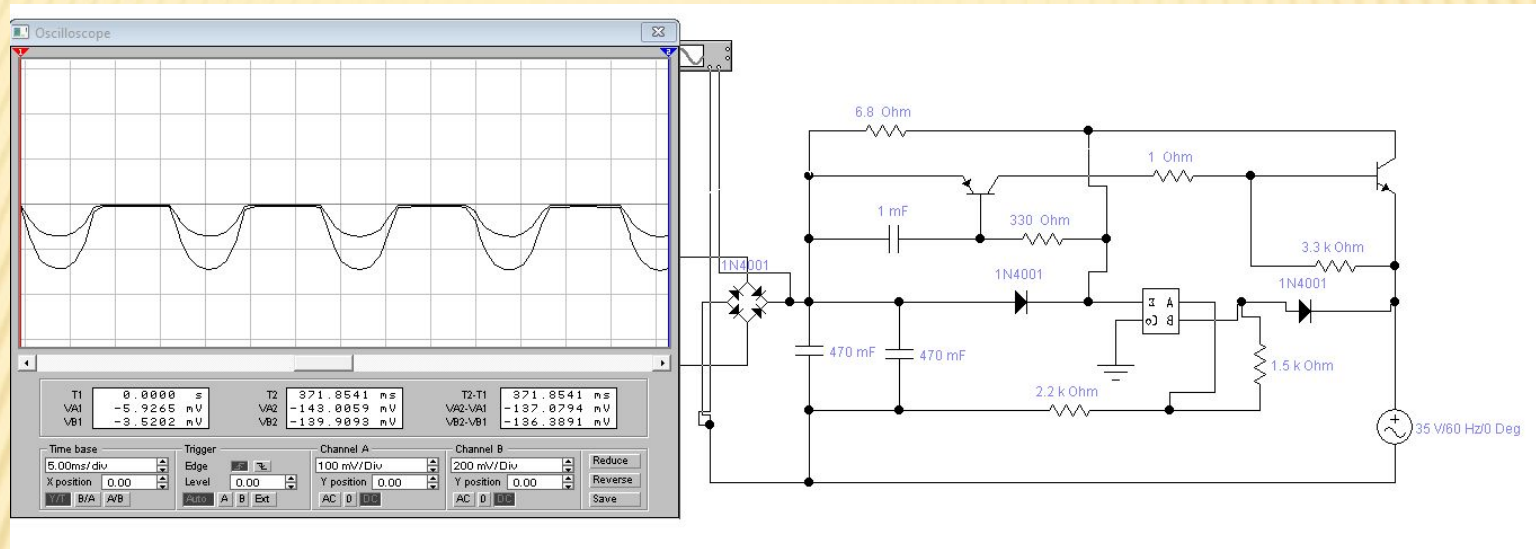 Oscilloscope
1
2
T1 0.0000 s
VA1 -5.9265 mV
VB1 -3.5202 mV
T2 371.8541 ms
VA2 -143.0059 mV
VB2 -139.9093 mV
T2-T1 371.8541 ms
VA2-VA1 -137.0794 mV
VB2-VB1 -136.3891 mV
Time base
5.00ms/div
X position 0.00
Y/T B/A A/B
Trigger
Edge
Level 0.00
Auto A B Ext
Channel A
100 mV/Div
Y position 0.00
AC 0 DC
Channel B
200 mV/Div
Y position 0.00
AC 0 DC
Reduce
Reverse
Save
6.8 Ohm
1 Ohm
1 mF
330 Ohm
3.3 k Ohm
1N4001
1N4001
1N4001
Σ A
Co B
470 mF
470 mF
1.5 k Ohm
2.2 k Ohm
35 V/60 Hz/0 Deg